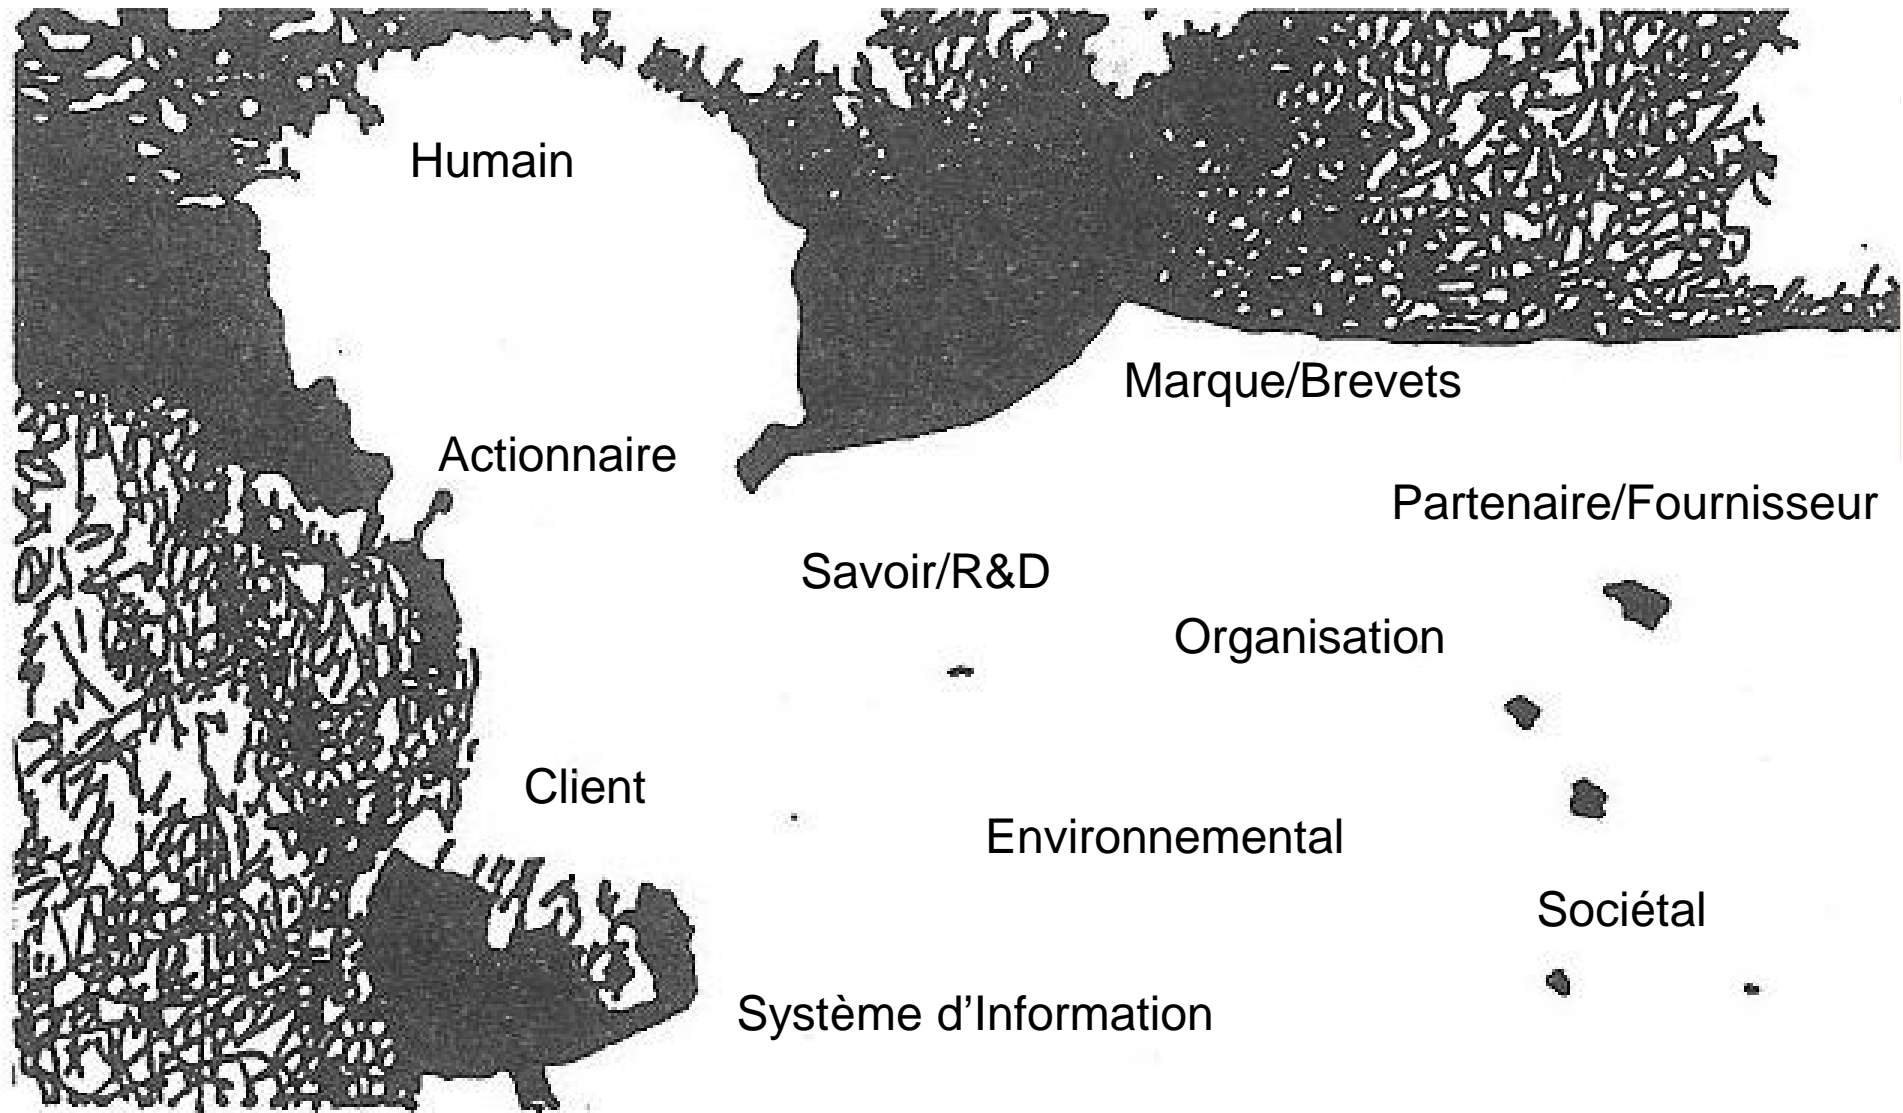 Humain
Marque/Brevets
Actionnaire
Partenaire/Fournisseur
Savoir/R&D
Organisation
Client
Environnemental
Sociétal
Système d’Information